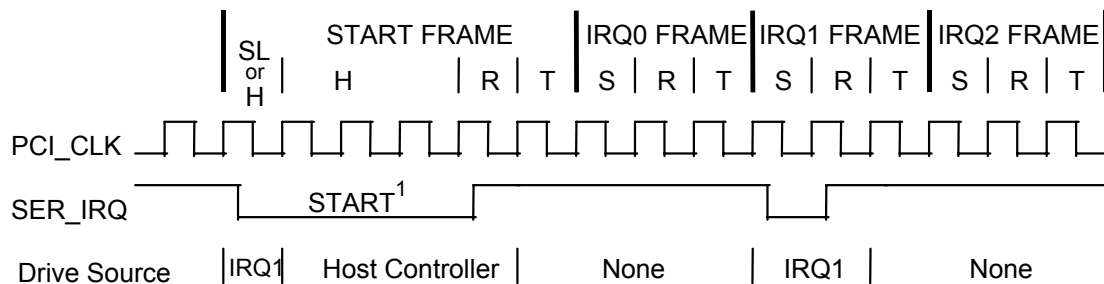 START FRAME IRQ0 FRAME IRQ1 FRAME IRQ2 FRAME
SL
or
H
H R T S R T S R T S R T
PCI_CLK
SER_IRQ START1
Drive Source IRQ1 Host Controller None IRQ1 None